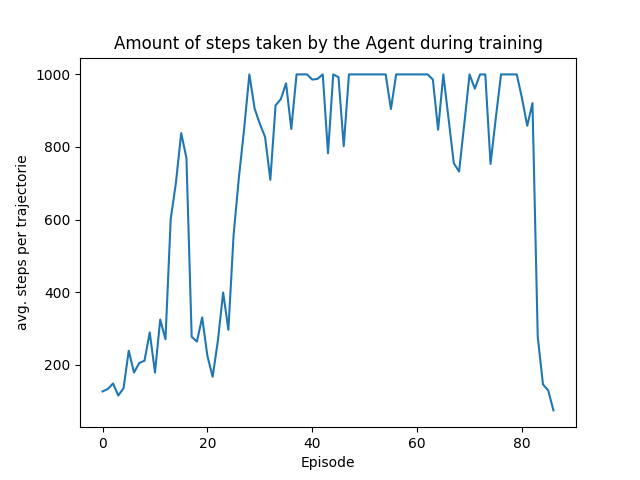 Amount of steps taken by the Agent during training
avg. steps per trajectorie
1000
800
600
400
200
0 20 40 60 80
Episode